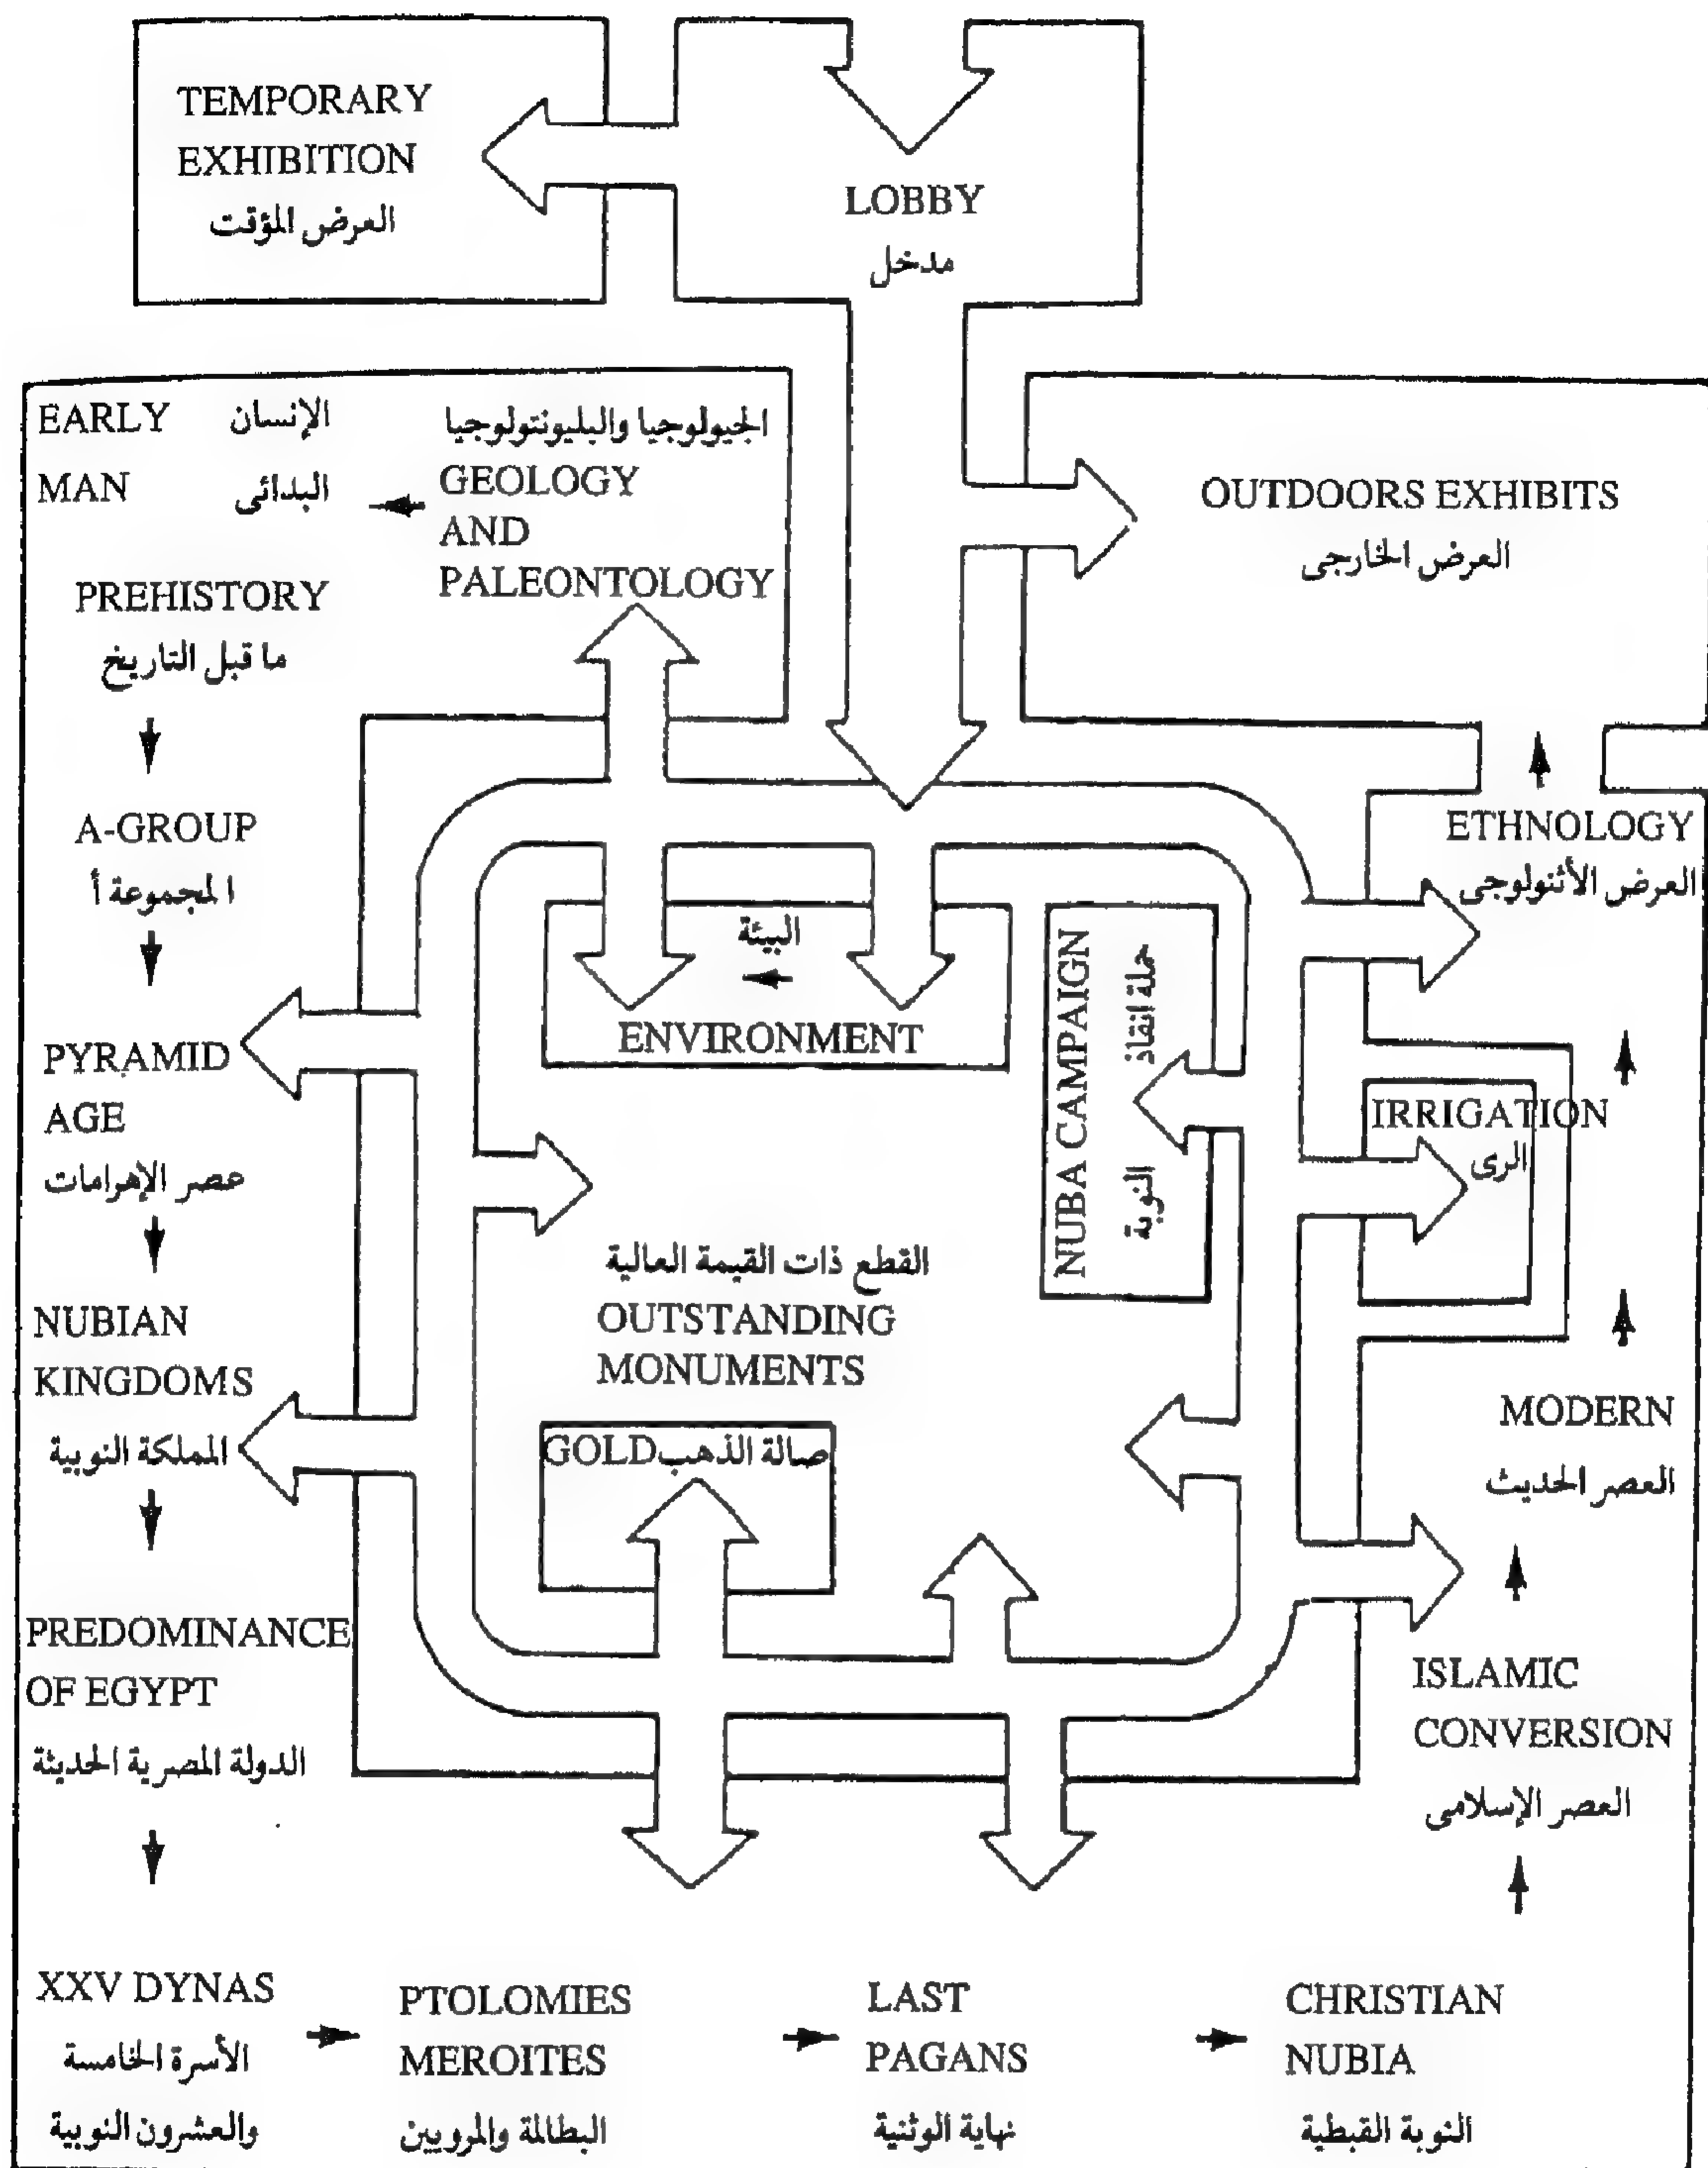 TEMPORARY
EXHIBITION
العرض المؤقت
LOBBY
مدخل
EARLY الإنسان
MAN البدائى
الجيولوجيا والبليونتولوجيا
GEOLOGY
AND
PALEONTOLOGY
OUTDOORS EXHIBITS
العرض الخارجى
PREHISTORY
ما قبل التاريخ
A-GROUP
المجموعة أ
PYRAMID
AGE
عصر الإهرامات
NUBIAN
KINGDOMS
المملكة النوبية
PREDOMINANCE
OF EGYPT
الدولة المصرية الحديثة
XXV DYNAS
الأسرة الخامسة
والعشرون النوبية
PTOLOMIES
MEROITES
البطالمة والمرويين
LAST
PAGANS
نهاية الوثنية
CHRISTIAN
NUBIA
النوبة القبطية
ISLAMIC
CONVERSION
العصر الإسلامى
MODERN
العصر الحديث
IRRIGATION
الرى
ETHNOLOGY
العرض الأثنولوجى
البيئة
ENVIRONMENT
NUBA CAMPAIGN
حملة انقاذ
النوبة
القطع ذات القيمة العالية
OUTSTANDING
MONUMENTS
GOLD صالة الذهب